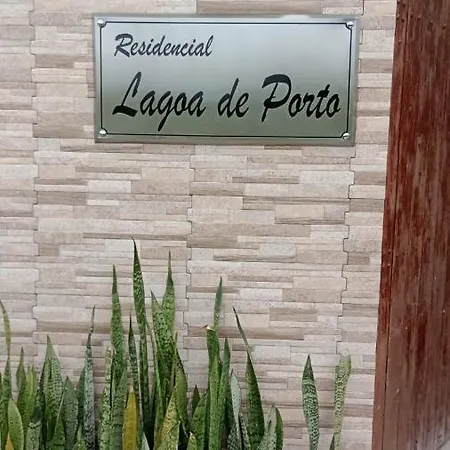 Residencial
Lagoa de Porto